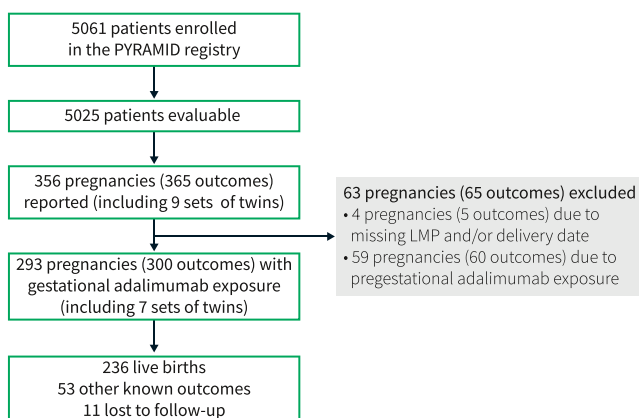 5061 patients enrolled
in the PYRAMID registry
5025 patients evaluable
356 pregnancies (365 outcomes)
reported (including 9 sets of twins)
63 pregnancies (65 outcomes) excluded
• 4 pregnancies (5 outcomes) due to
missing LMP and/or delivery date
• 59 pregnancies (60 outcomes) due to
pregestational adalimumab exposure
293 pregnancies (300 outcomes) with
gestational adalimumab exposure
(including 7 sets of twins)
236 live births
53 other known outcomes
11 lost to follow-up